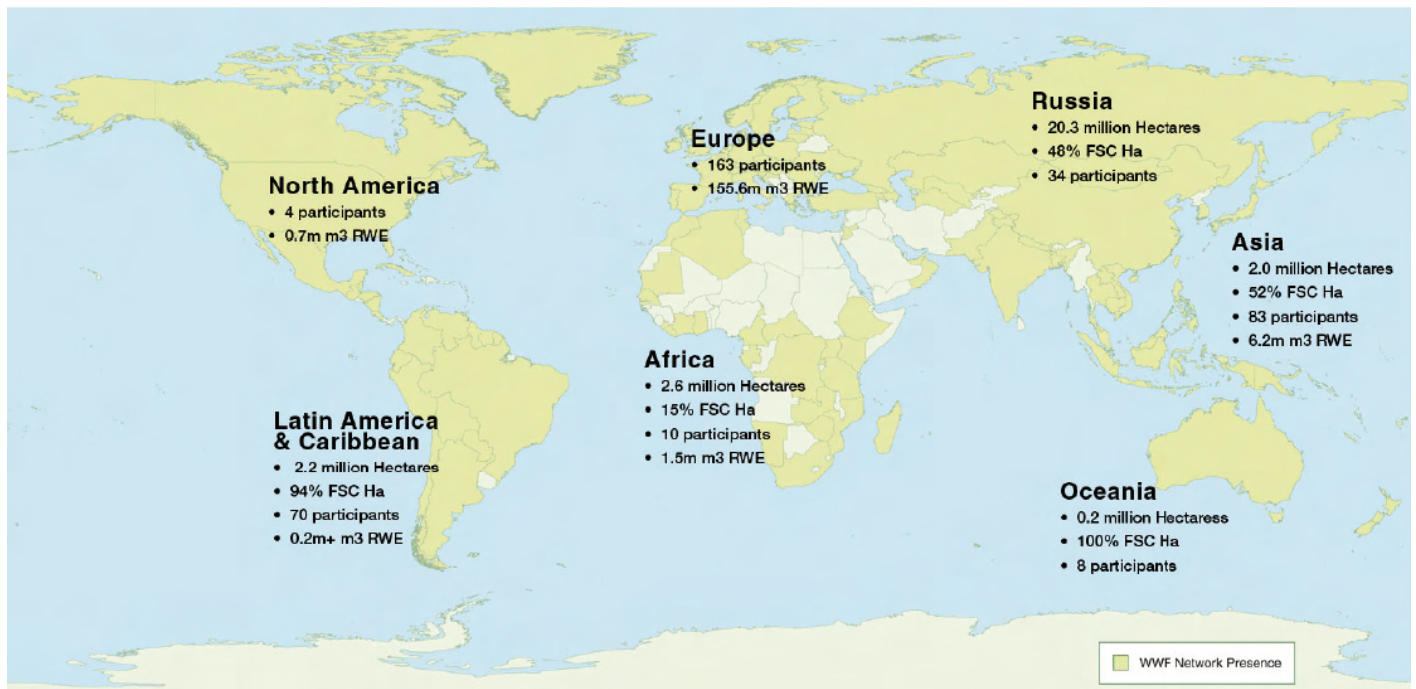 North America
• 4 participants
• 0.7m m3 RWE
Latin America
& Caribbean
• 2.2 million Hectares
• 94% FSC Ha
• 70 participants
• 0.2m+ m3 RWE
Europe
• 163 participants
• 155.6m m3 RWE
Africa
• 2.6 million Hectares
• 15% FSC Ha
• 10 participants
• 1.5m m3 RWE
Russia
• 20.3 million Hectares
• 48% FSC Ha
• 34 participants
Asia
• 2.0 million Hectares
• 52% FSC Ha
• 83 participants
• 6.2m m3 RWE
Oceania
• 0.2 million Hectaress
• 100% FSC Ha
• 8 participants
WWF Network Presence